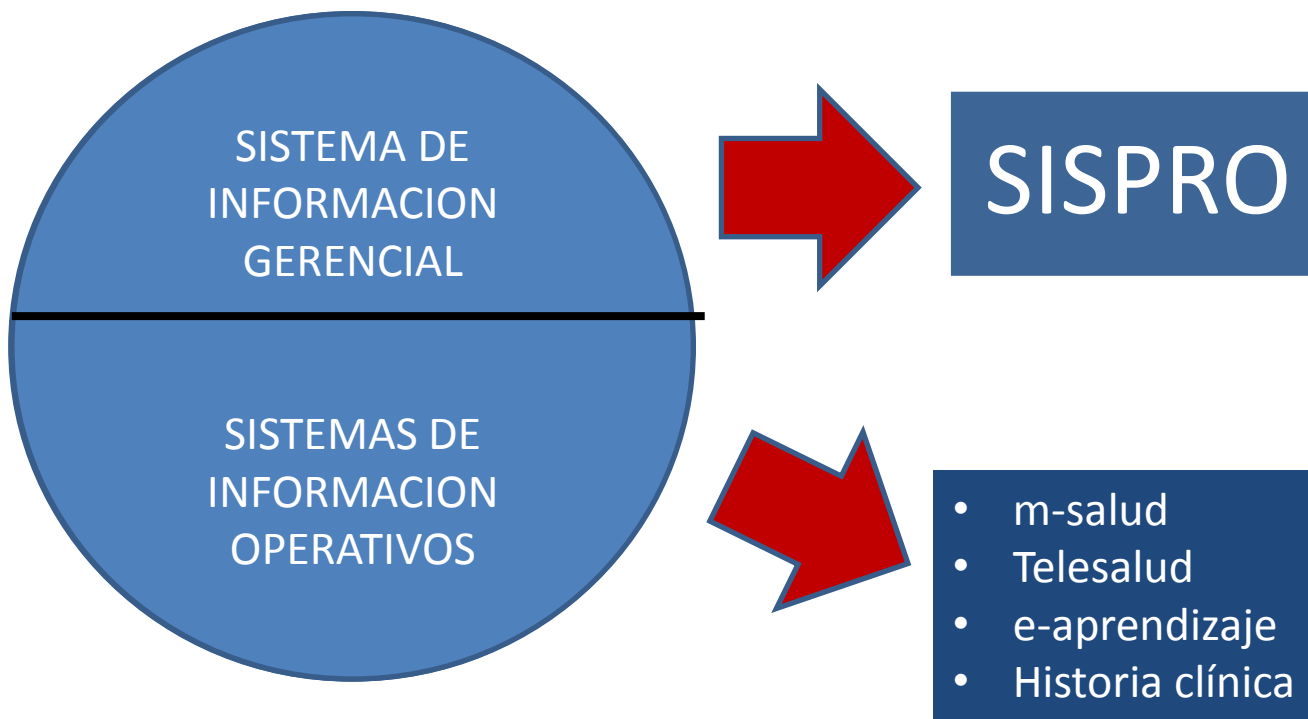 SISTEMA DE
INFORMACION
GERENCIAL
SISPRO
SISTEMAS DE
INFORMACION
OPERATIVOS
• m-salud
• Telesalud
• e-aprendizaje
• Historia clínica